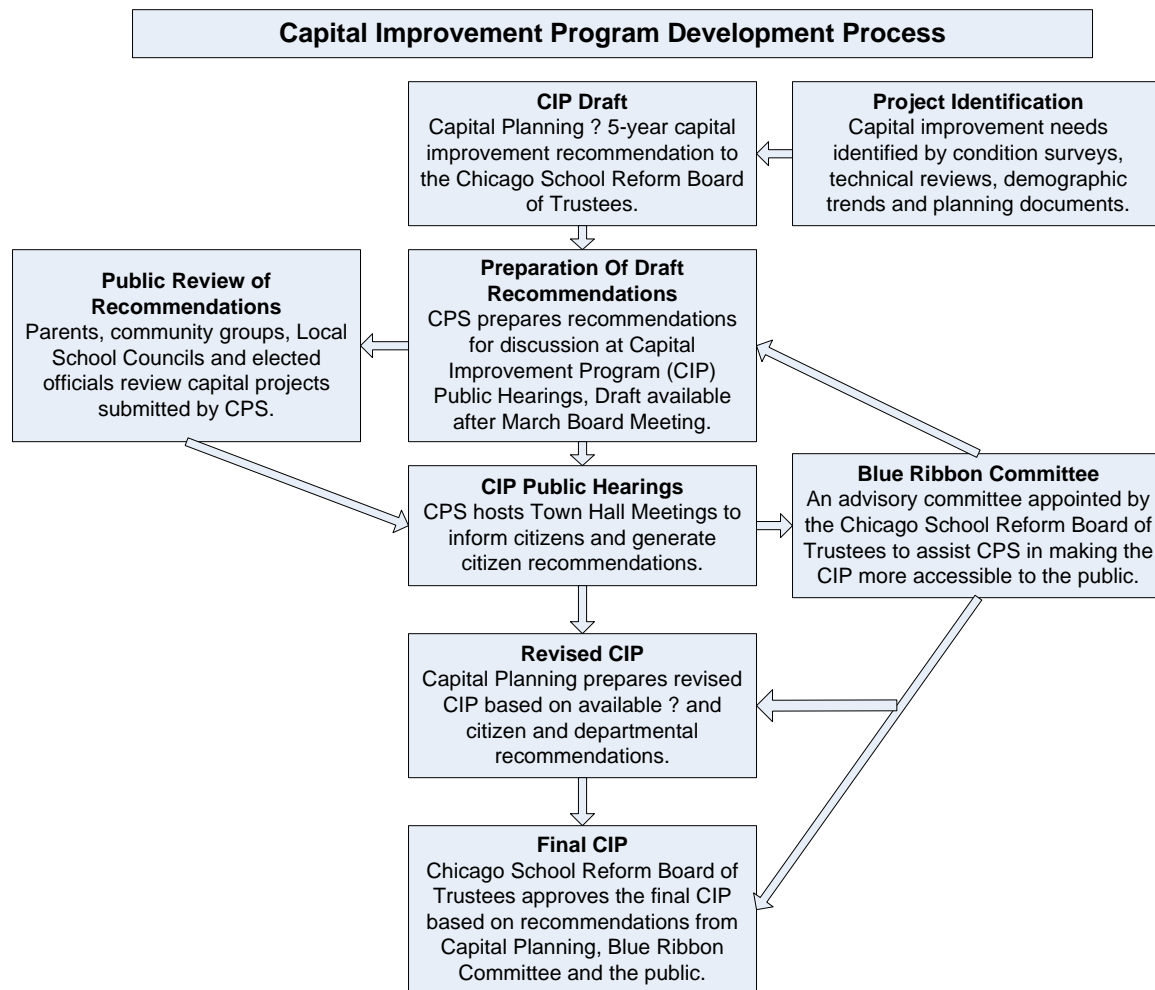 Capital Improvement Program Development Process
CIP Draft
Capital Planning ? 5-year capital
improvement recommendation to
the Chicago School Reform Board
of Trustees.
Project Identification
Capital improvement needs
identified by condition surveys,
technical reviews, demographic
trends and planning documents.
Public Review of
Recommendations
Parents, community groups, Local
School Councils and elected
officials review capital projects
submitted by CPS.
Preparation Of Draft
Recommendations
CPS prepares recommendations
for discussion at Capital
Improvement Program (CIP)
Public Hearings, Draft available
after March Board Meeting.
CIP Public Hearings
CPS hosts Town Hall Meetings to
inform citizens and generate
citizen recommendations.
Blue Ribbon Committee
An advisory committee appointed by
the Chicago School Reform Board of
Trustees to assist CPS in making the
CIP more accessible to the public.
Revised CIP
Capital Planning prepares revised
CIP based on available ? and
citizen and departmental
recommendations.
Final CIP
Chicago School Reform Board of
Trustees approves the final CIP
based on recommendations from
Capital Planning, Blue Ribbon
Committee and the public.